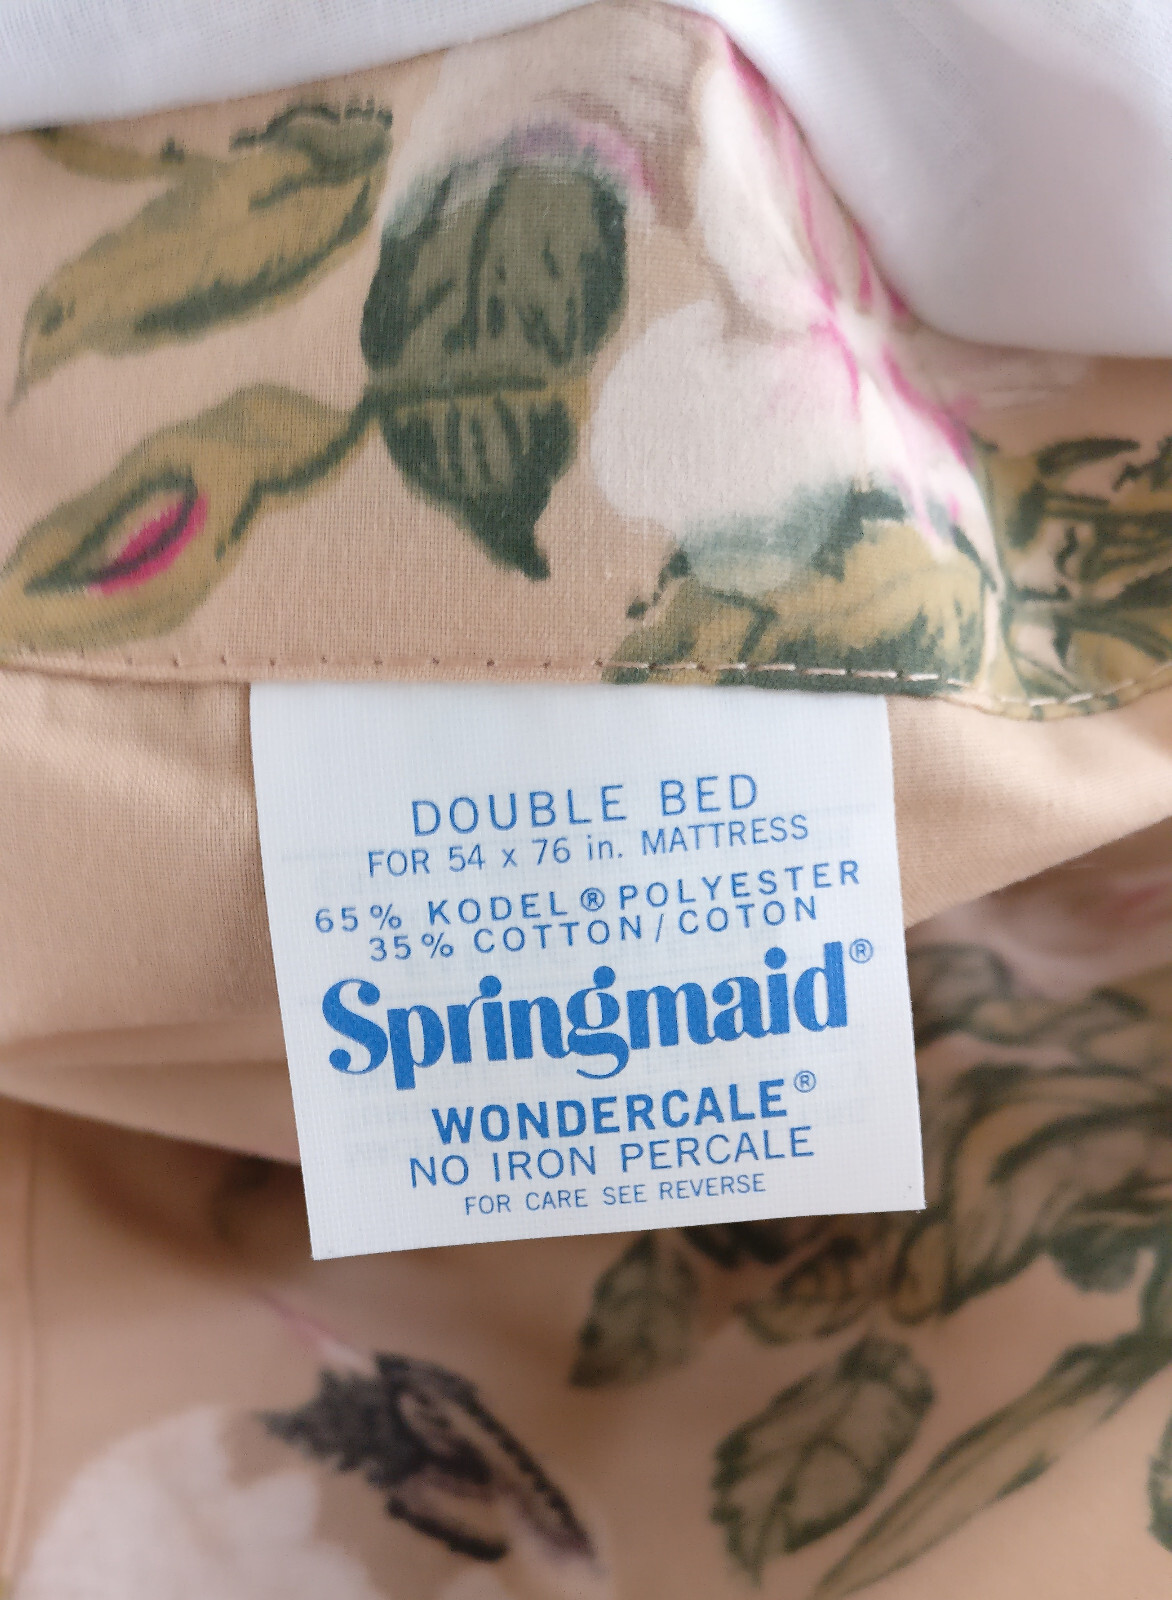 DOUBLE BED
FOR 54 x 76 in. MATTRESS
65% KODEL® POLYESTER
35% COTTON/COTON
Springmaid®
WONDERCALE®
NO IRON PERCALE
FOR CARE SEE REVERSE